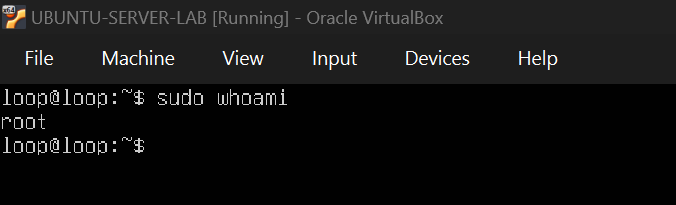 UBUNTU-SERVER-LAB [Running] - Oracle VirtualBox
File Machine View Input Devices Help
loop@loop:~$ sudo whoami
root
loop@loop:~$